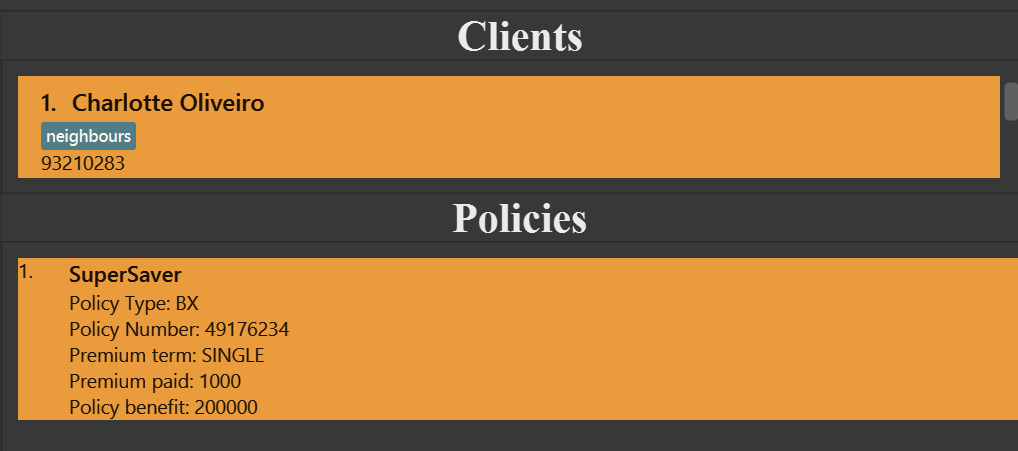 Clients
1. Charlotte Oliveiro
neighbours
93210283
Policies
1. SuperSaver
Policy Type: BX
Policy Number: 49176234
Premium term: SINGLE
Premium paid: 1000
Policy benefit: 200000